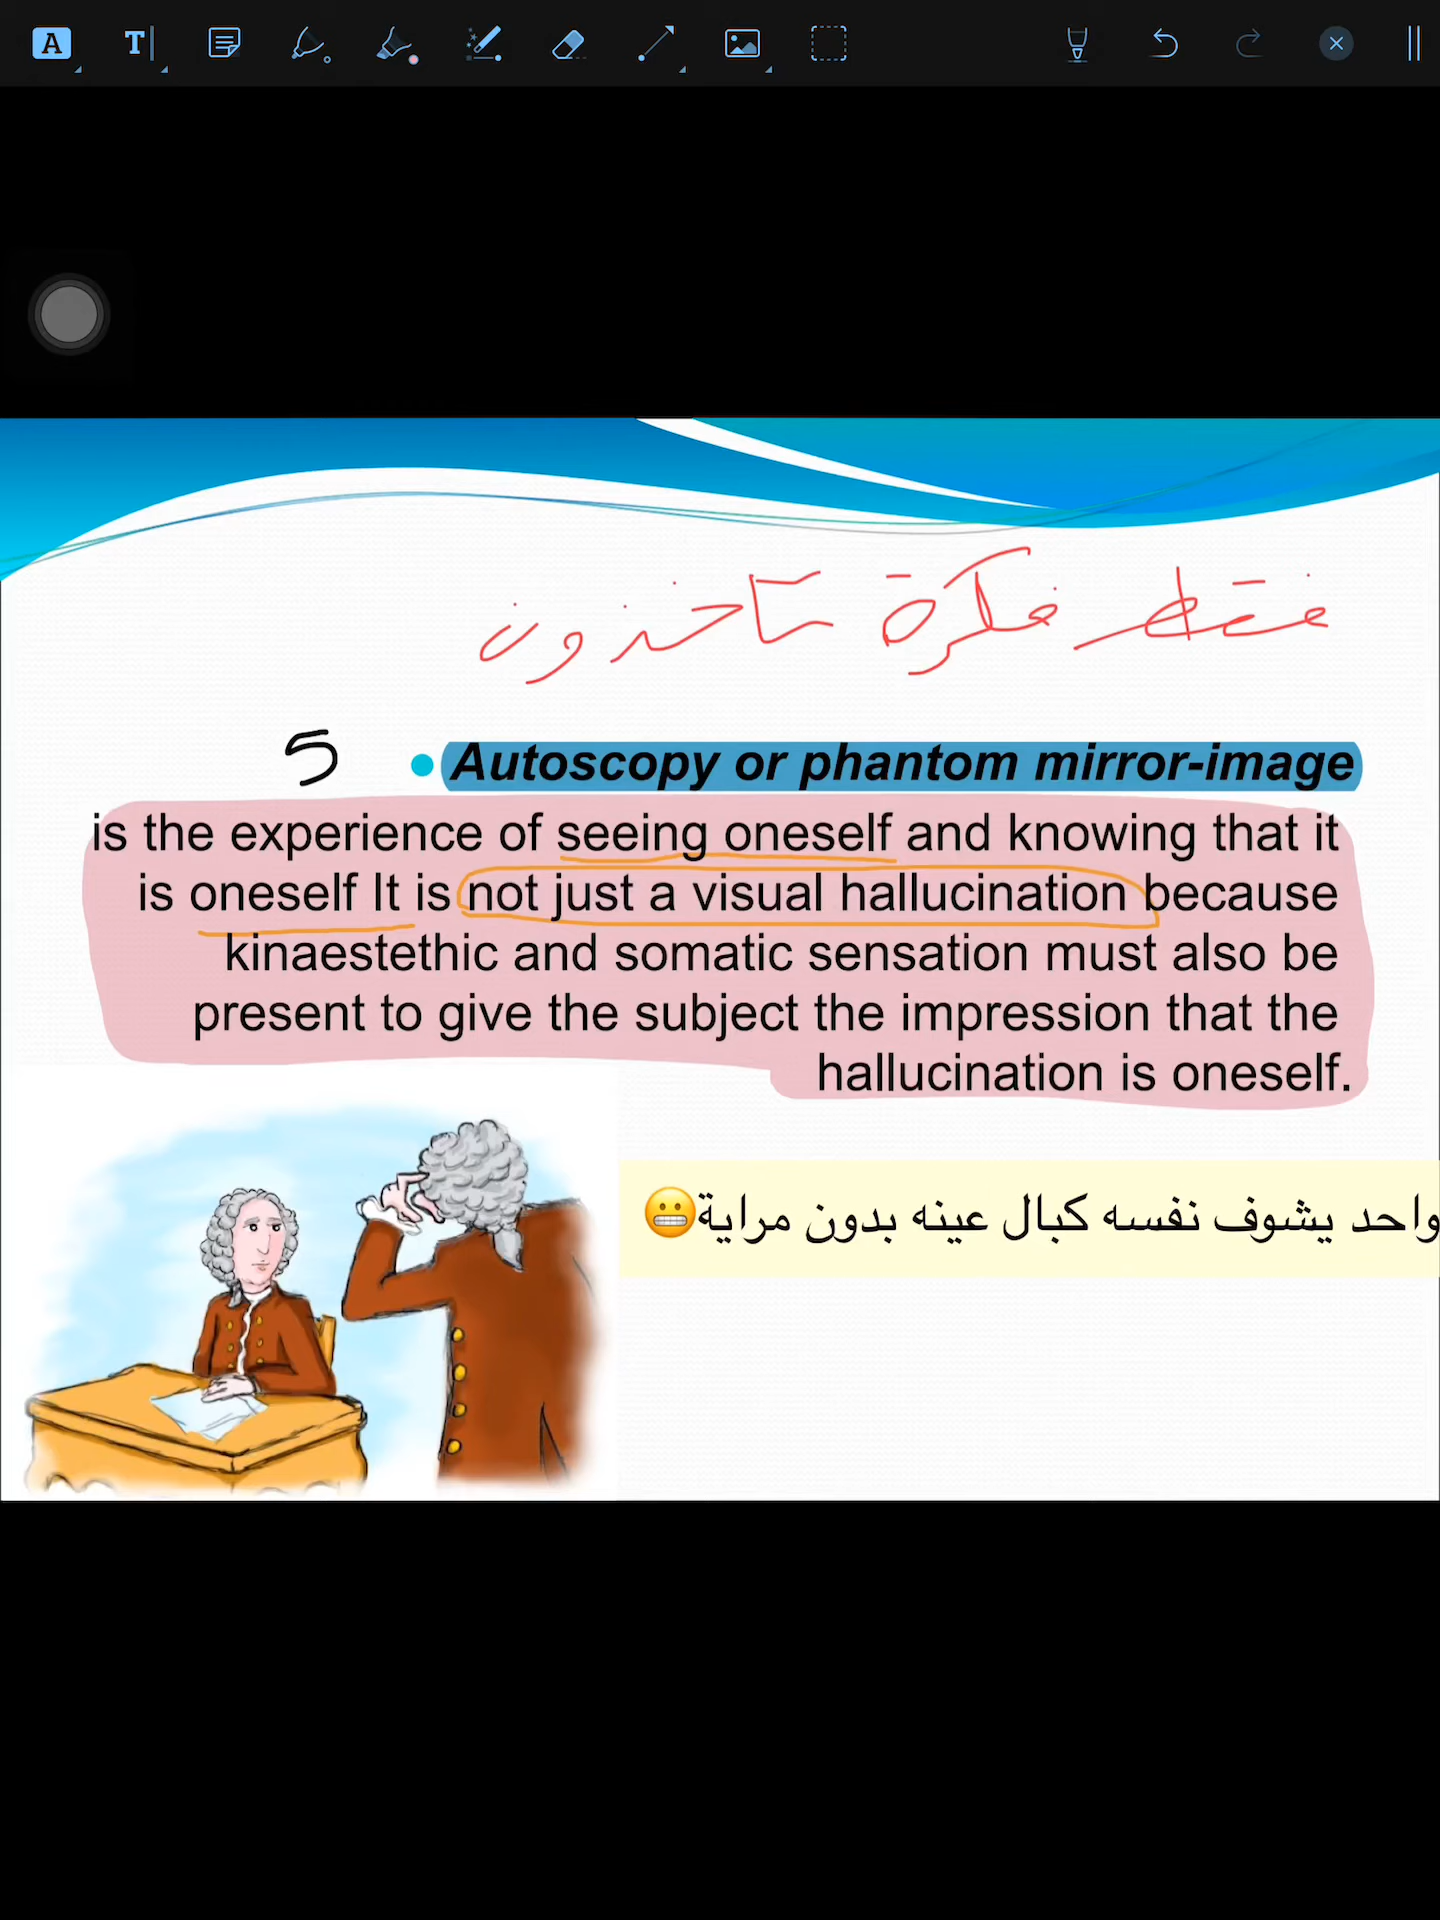 A
T
فقط فكرة تاخذون
5
• Autoscopy or phantom mirror-image
is the experience of seeing oneself and knowing that it
is oneself It is not just a visual hallucination because
kinaestethic and somatic sensation must also be
present to give the subject the impression that the
hallucination is oneself.
واحد يشوف نفسه كبال عينه بدون مراية😬